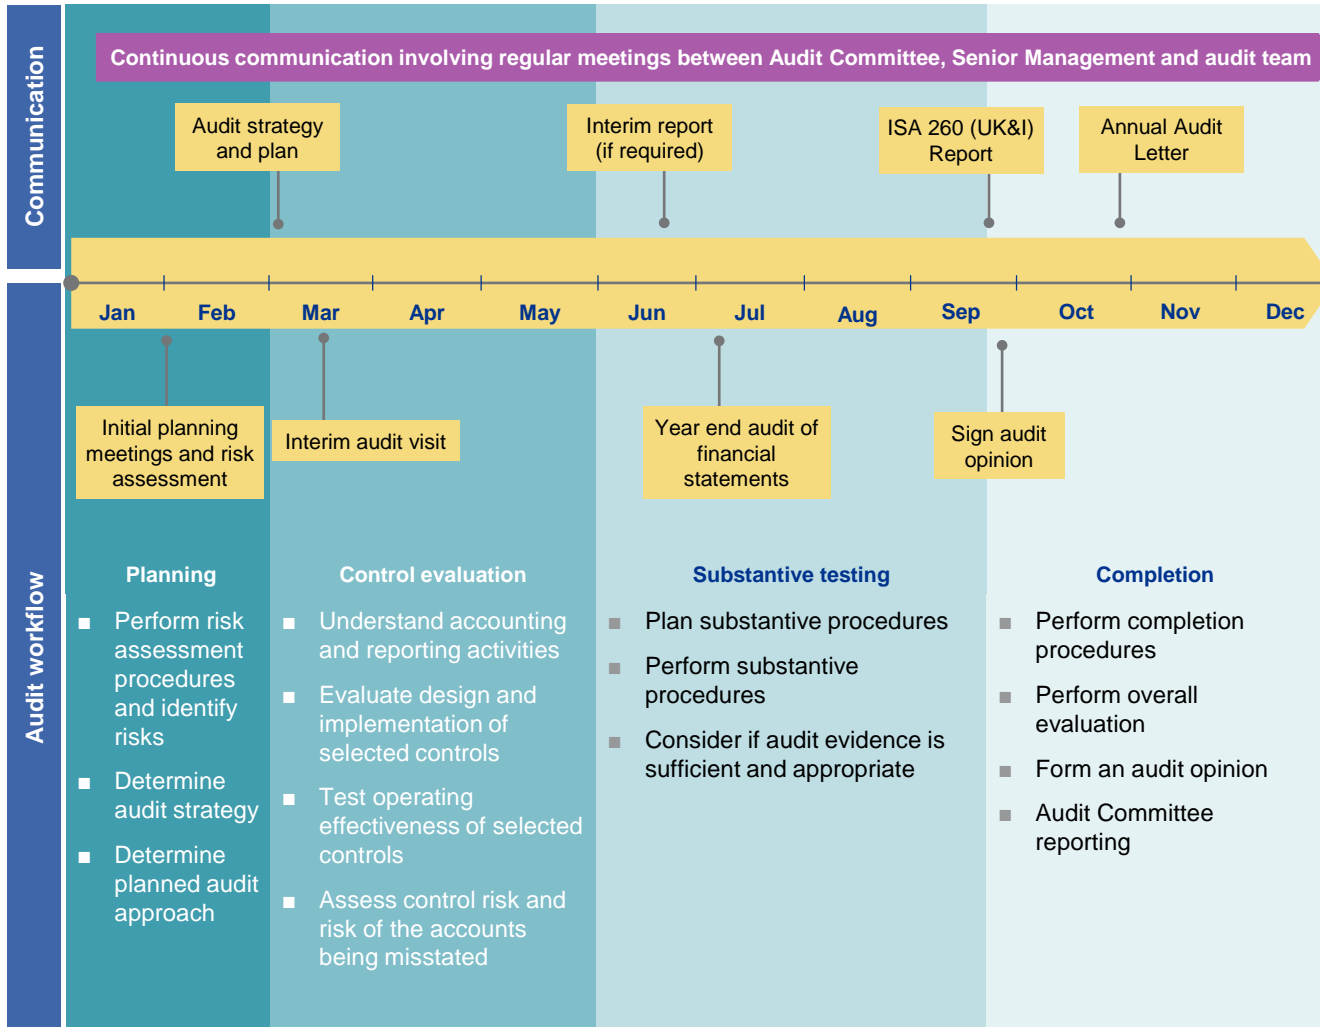 Communication
Continuous communication involving regular meetings between Audit Committee, Senior Management and audit team
Audit strategy
and plan
Interim report
(if required)
ISA 260 (UK&I)
Report
Annual Audit
Letter
Jan
Feb
Mar
Apr
May
Jun
Jul
Aug
Sep
Oct
Nov
Dec
Audit workflow
Initial planning
meetings and risk
assessment
Interim audit visit
Year end audit of
financial
statements
Sign audit
opinion
Planning
■ Perform risk
assessment
procedures
and identify
risks
■ Determine
audit strategy
■ Determine
planned audit
approach
Control evaluation
■ Understand accounting
and reporting activities
■ Evaluate design and
implementation of
selected controls
■ Test operating
effectiveness of selected
controls
■ Assess control risk and
risk of the accounts
being misstated
Substantive testing
■ Plan substantive procedures
■ Perform substantive
procedures
■ Consider if audit evidence is
sufficient and appropriate
Completion
■ Perform completion
procedures
■ Perform overall
evaluation
■ Form an audit opinion
■ Audit Committee
reporting